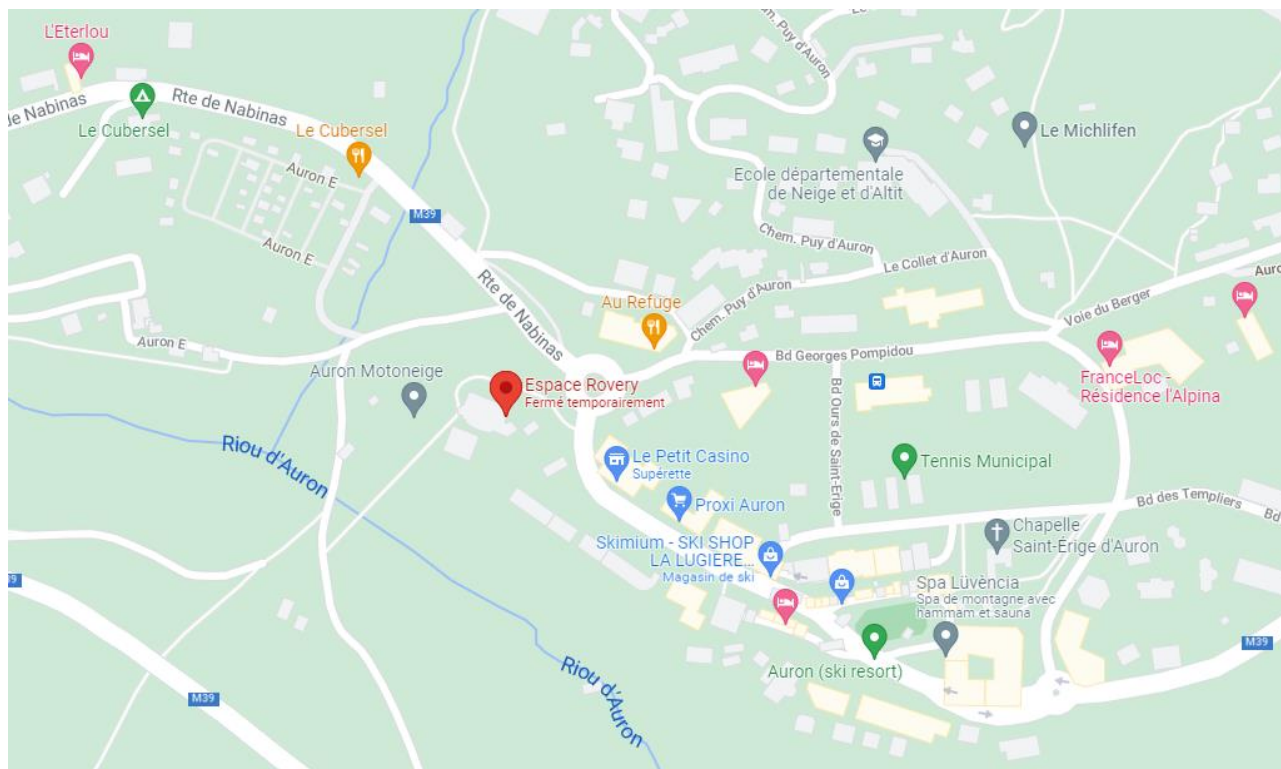 L'Eterlou
de Nabinas
Rte de Nabinas
Le Cubersel
Le Cubersel
Auron E
Auron E
M39
Chem. Puy d'Auron
Le Michlifen
Ecole départementale
de Neige et d'Altit
Chem. Puy d'Auron
Le Collet d'Auron
Voie du Berger
Rte de Nabinas
Au Refuge
Chem. Puy d'Auron
Auron E
Auron Motoneige
Espace Rovery
Fermé temporairement
Bd Georges Pompidou
FranceLoc -
Résidence l'Alpina
Bd Ours de Saint-Erige
Riou d'Auron
Le Petit Casino
Supérette
Tennis Municipal
Proxi Auron
Bd des Templiers
Bd
Skimium - SKI SHOP
LA LUGIERE...
Magasin de ski
Chapelle
Saint-Érige d'Auron
Spa Lüvència
Spa de montagne avec
hammam et sauna
Riou d'Auron
Auron (ski resort)
M39
M39